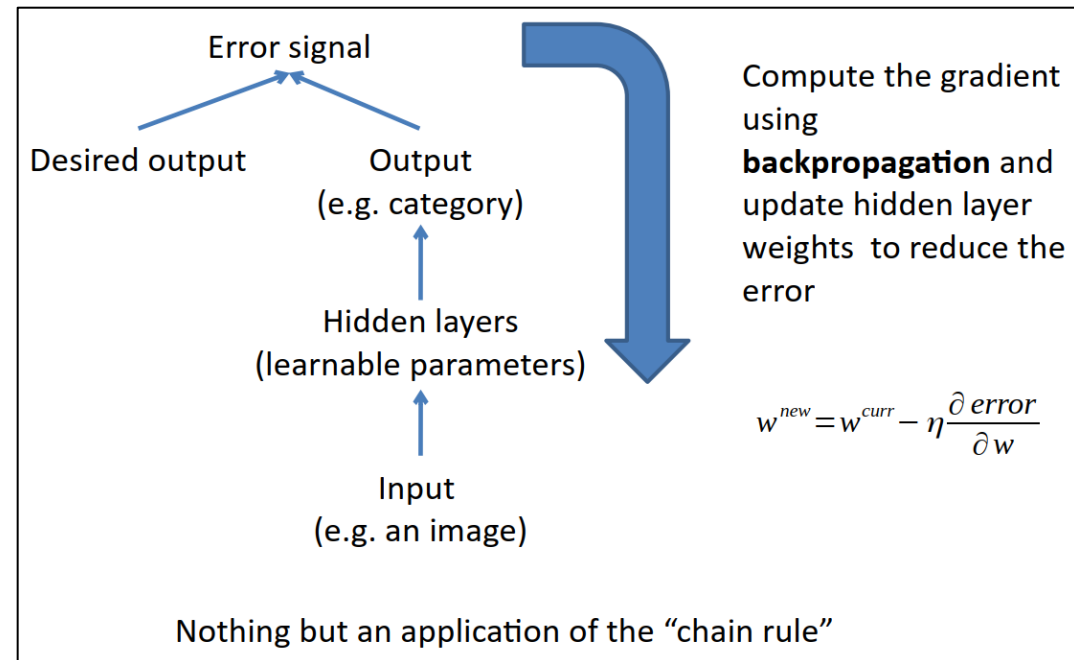 Error signal
Desired output
Output
(e.g. category)
Hidden layers
(learnable parameters)
Input
(e.g. an image)
Compute the gradient
using
backpropagation and
update hidden layer
weights to reduce the
error
w^{new} = w^{curr} − η ∂ error / ∂ w
Nothing but an application of the “chain rule”